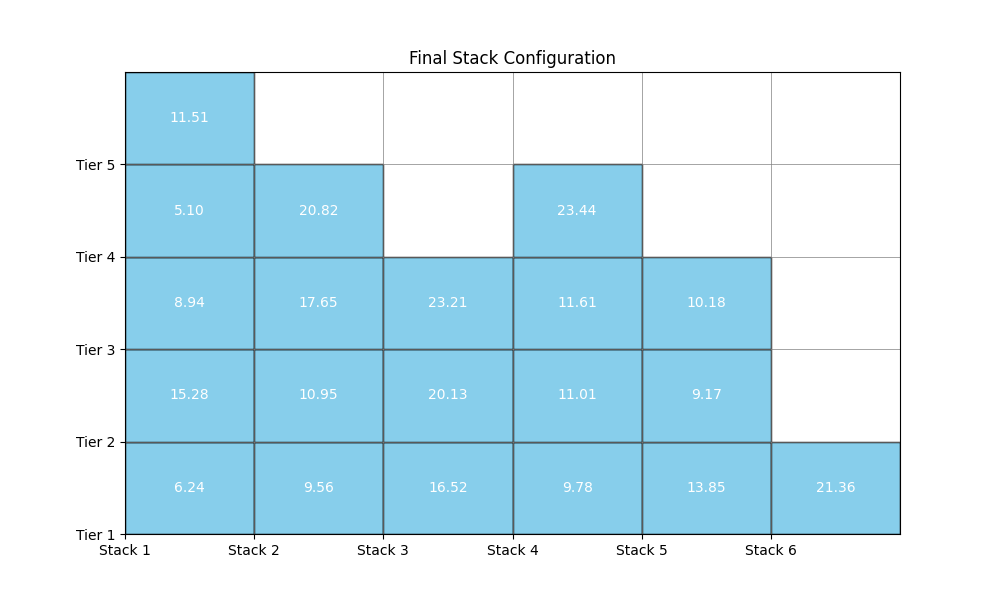 Final Stack Configuration
11.51
Tier 5
5.10 20.82 23.44
Tier 4
8.94 17.65 23.21 11.61 10.18
Tier 3
15.28 10.95 20.13 11.01 9.17
Tier 2
6.24 9.56 16.52 9.78 13.85 21.36
Tier 1
Stack 1 Stack 2 Stack 3 Stack 4 Stack 5 Stack 6